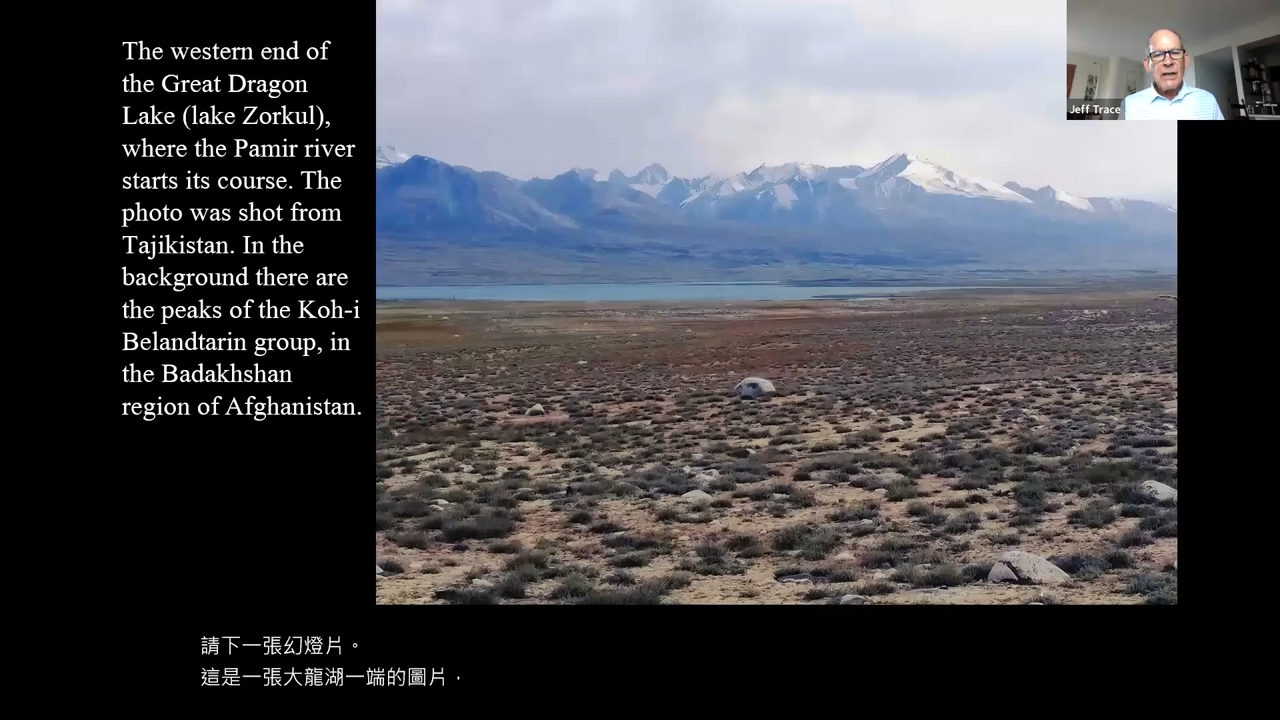 The western end of
the Great Dragon
Lake (lake Zorkul),
where the Pamir river
starts its course. The
photo was shot from
Tajikistan. In the
background there are
the peaks of the Koh-i
Belandtarin group, in
the Badakhshan
region of Afghanistan.
Jeff Trace
請下一張幻燈片。
這是一張大龍湖一端的圖片，